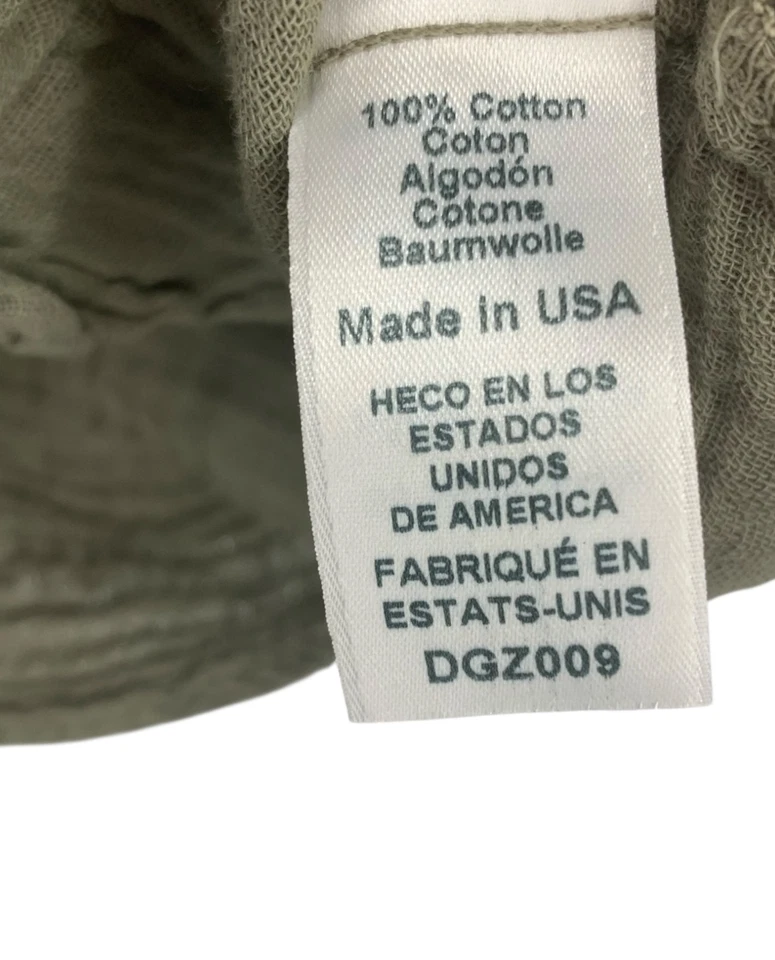 100% Cotton
Coton
Algodón
Cotone
Baumwolle
Made in USA
HECO EN LOS
ESTADOS
UNIDOS
DE AMERICA
FABRIQUÉ EN
ESTATS-UNIS
DGZ009